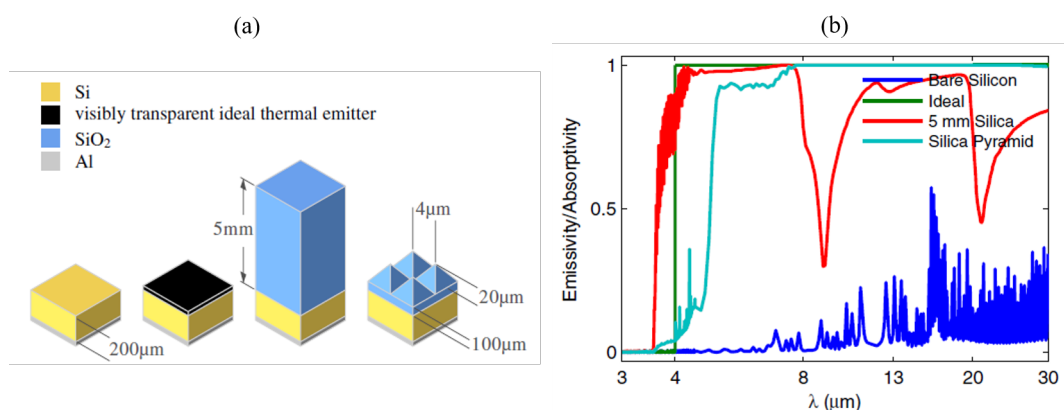 (a)
Si
visibly transparent ideal thermal emitter
SiO₂
Al
5mm
4μm
20μm
100μm
200μm
(b)
Emissivity/Absorptivity
1
0.5
0
Bare Silicon
Ideal
5 mm Silica
Silica Pyramid
3 4 8 13 20 30
λ (μm)